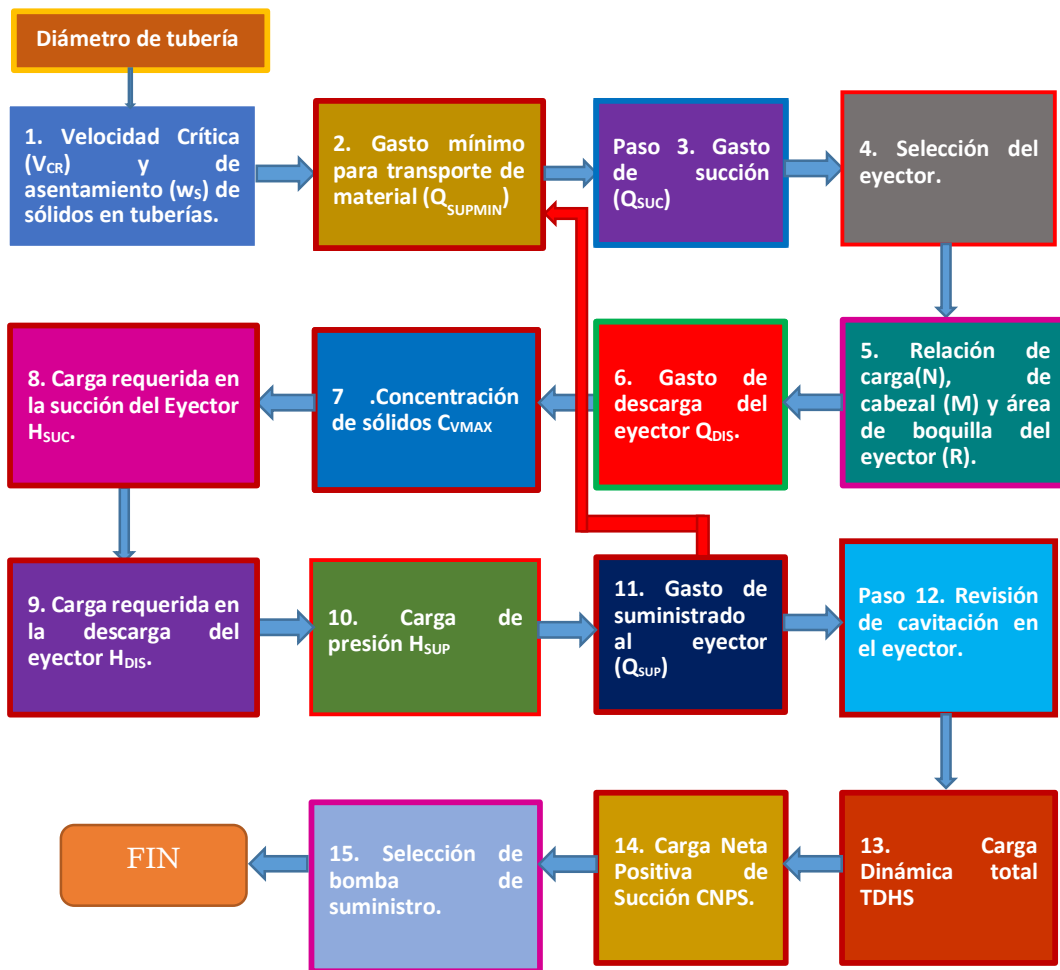 Diámetro de tubería
1. Velocidad Crítica
(VCR) y de
asentamiento (wS) de
sólidos en tuberías.
2. Gasto mínimo
para transporte de
material (QSUPMIN)
Paso 3. Gasto
de succión
(QSUC)
4. Selección del
eyector.
8. Carga requerida en
la succión del Eyector
HSUC.
7 .Concentración
de sólidos CVMAX
6. Gasto de
descarga del
eyector QDIS.
5. Relación de
carga(N), de
cabezal (M) y área
de boquilla del
eyector (R).
9. Carga requerida en
la descarga del
eyector HDIS.
10. Carga de
presión HSUP
11. Gasto de
suministrado
al eyector
(QSUP)
Paso 12. Revisión
de cavitación en
el eyector.
FIN
15. Selección de
bomba de
suministro.
14. Carga Neta
Positiva de
Succión CNPS.
13. Carga
Dinámica total
TDHS